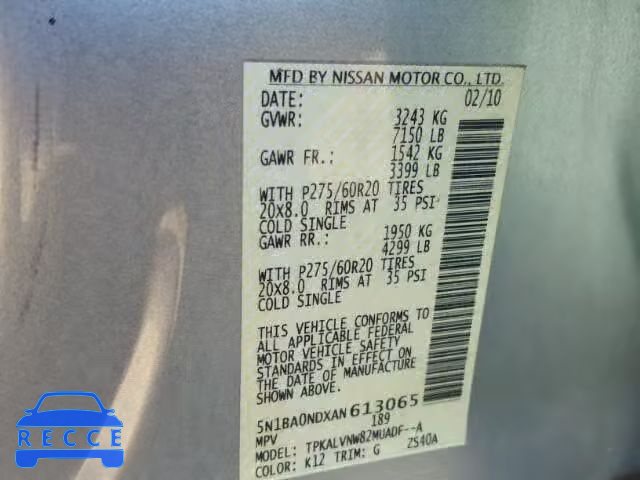 MFD BY NISSAN MOTOR CO., LTD.
DATE: 02/10
GVWR: 3243 KG
7150 LB
GAWR FR.: 1542 KG
3399 LB
WITH P275/60R20 TIRES
20X8.0 RIMS AT 35 PSI
COLD SINGLE
GAWR RR.: 1950 KG
4299 LB
WITH P275/60R20 TIRES
20X8.0 RIMS AT 35 PSI
COLD SINGLE
THIS VEHICLE CONFORMS TO
ALL APPLICABLE FEDERAL
MOTOR VEHICLE SAFETY
STANDARDS IN EFFECT ON
THE DATE OF MANUFACTURE
5N1BA0NDXAN613065
MPV 189
MODEL: TPKALVNW82MUADF--A
COLOR: K12 TRIM: G ZS40A
RECCE